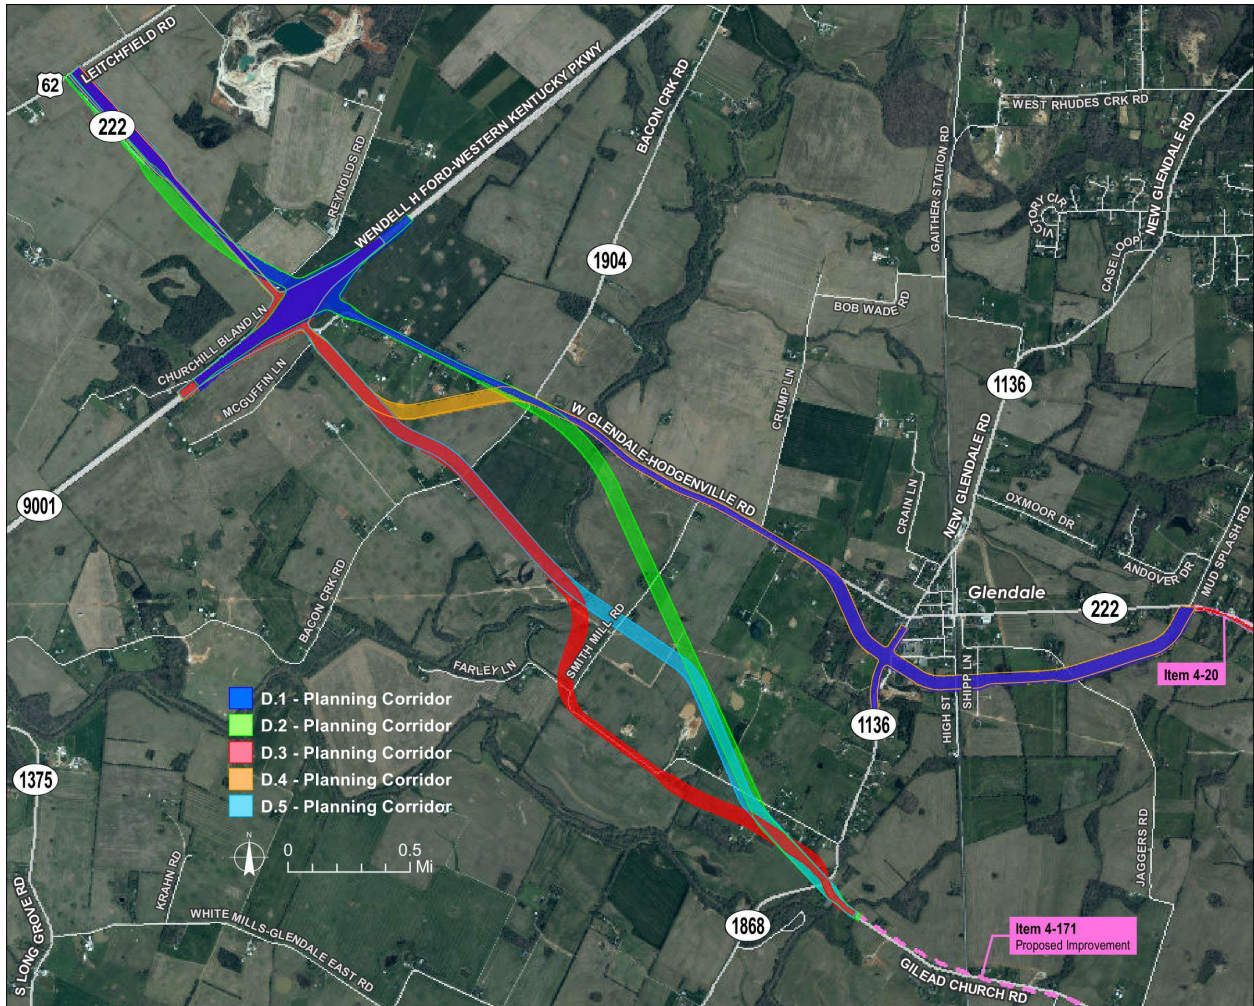 LEITCHFIELD RD
62
222
REYNOLDS RD
WENDELL H FORD-WESTERN KENTUCKY PKWY
BACON CRK RD
1904
GAITHER STATION RD
WEST RHUDES CRK RD
NEW GLENDALE RD
VICTORY CIR
CASE LOOP
BOB WADE RD
CHURCHILL BLAND LN
MCGUFFIN LN
CRUMP LN
1136
W GLENDALE-HODGENVILLE RD
9001
NEW GLENDALE RD
CRAIN LN
OXMOOR DR
ANDOVER DR
MUD SPLASH RD
BACON CRK RD
Glendale
222
SMITH MILL RD
FARLEY LN
SHIPP LN
HIGH ST
Item 4-20
1136
D.1 - Planning Corridor
D.2 - Planning Corridor
D.3 - Planning Corridor
D.4 - Planning Corridor
D.5 - Planning Corridor
1375
N
0
0.5
Mi
KRAHN RD
S LONG GROVE RD
WHITE MILLS-GLENDALE EAST RD
JAGGERS RD
1868
Item 4-171
Proposed Improvement
GILEAD CHURCH RD